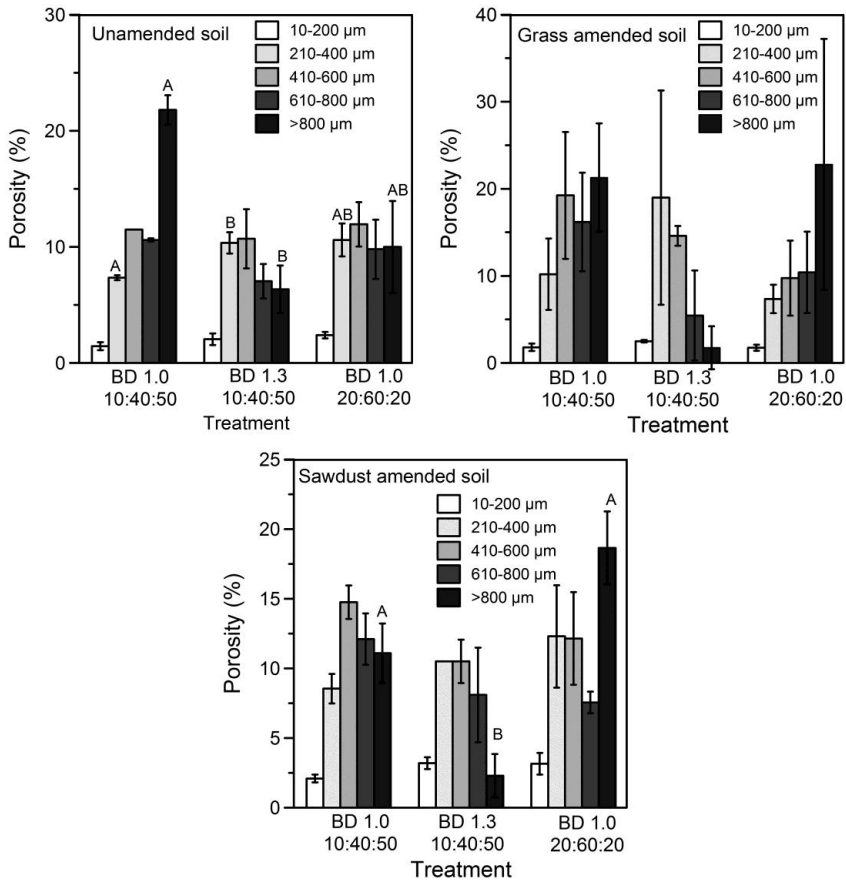 Unamended soil
10-200 µm
210-400 µm
410-600 µm
610-800 µm
>800 µm
30
20
10
0
Porosity (%)
A
A
B
B
AB
AB
BD 1.0
10:40:50
BD 1.3
10:40:50
BD 1.0
20:60:20
Treatment
Grass amended soil
10-200 µm
210-400 µm
410-600 µm
610-800 µm
>800 µm
40
30
20
10
0
Porosity (%)
BD 1.0
10:40:50
BD 1.3
10:40:50
BD 1.0
20:60:20
Treatment
Sawdust amended soil
10-200 µm
210-400 µm
410-600 µm
610-800 µm
>800 µm
25
20
15
10
5
0
Porosity (%)
A
B
A
BD 1.0
10:40:50
BD 1.3
10:40:50
BD 1.0
20:60:20
Treatment